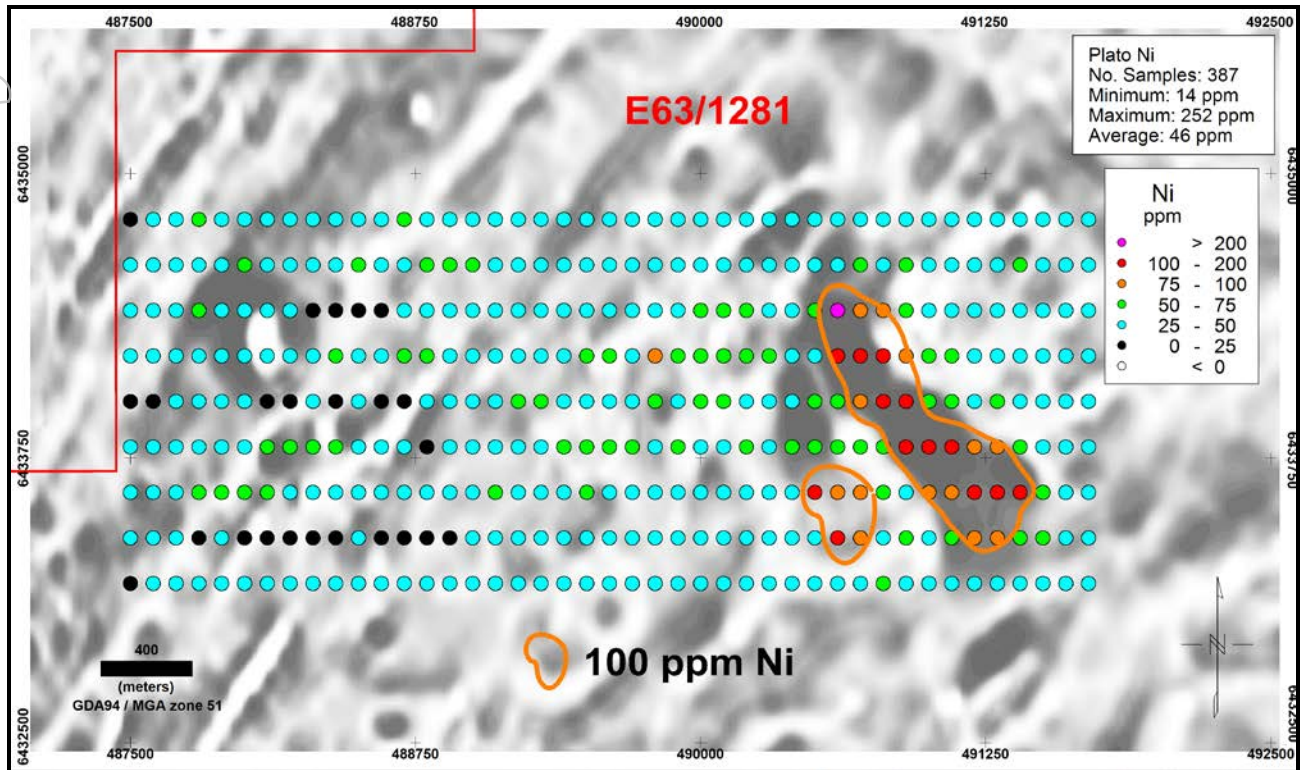 487500 488750 490000 491250 492500
Plato Ni
No. Samples: 387
Minimum: 14 ppm
Maximum: 252 ppm
Average: 46 ppm
E63/1281
6435000
6435000
Ni
ppm
> 200
100 - 200
75 - 100
50 - 75
25 - 50
0 - 25
< 0
6433750
6433750
400
(meters)
GDA94 / MGA zone 51
100 ppm Ni
N
6432500
6432500
487500 488750 490000 491250 492500